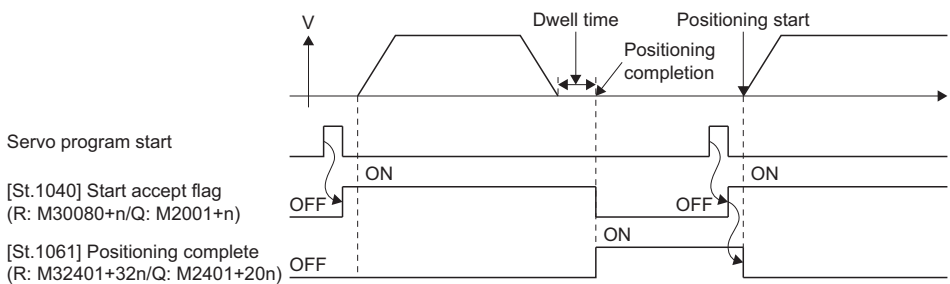 V
Dwell time
Positioning start
Positioning
completion
Servo program start
ON
ON
[St.1040] Start accept flag
(R: M30080+n/Q: M2001+n)
OFF
OFF
ON
[St.1061] Positioning complete
(R: M32401+32n/Q: M2401+20n)
OFF